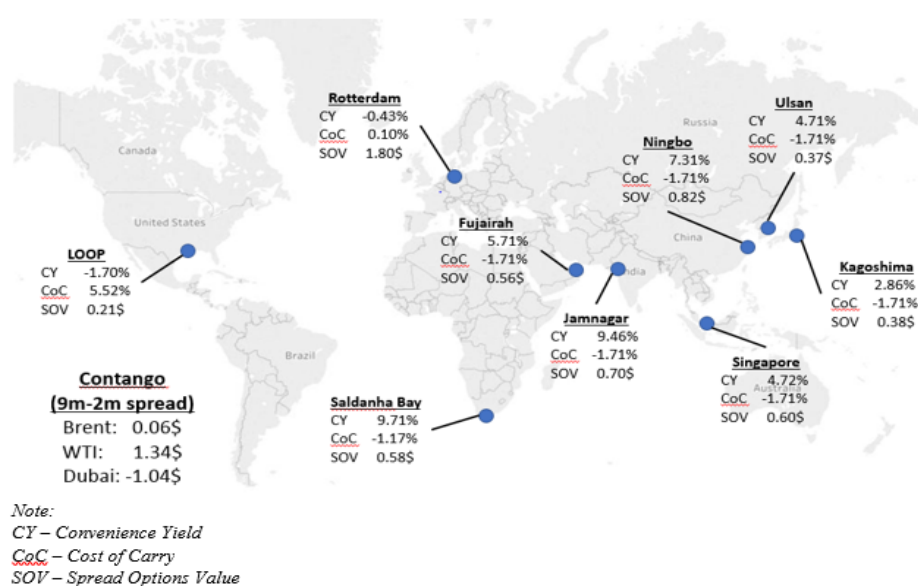 Rotterdam
CY -0.43%
CoC 0.10%
SOV 1.80$
Ulsan
CY 4.71%
CoC -1.71%
SOV 0.37$
Russia
Ningbo
CY 7.31%
CoC -1.71%
SOV 0.82$
Canada
United States
China
LOOP
CY -1.70%
CoC 5.52%
SOV 0.21$
Fujairah
CY 5.71%
CoC -1.71%
SOV 0.56$
India
Kagoshima
CY 2.86%
CoC -1.71%
SOV 0.38$
Jamnagar
CY 9.46%
CoC -1.71%
SOV 0.70$
Brazil
Singapore
CY 4.72%
Australia
CoC -1.71%
SOV 0.60$
Contango
(9m-2m spread)
Brent: 0.06$
WTI: 1.34$
Dubai: -1.04$
Saldanha Bay
CY 9.71%
CoC -1.17%
SOV 0.58$
Note:
CY – Convenience Yield
CoC – Cost of Carry
SOV – Spread Options Value